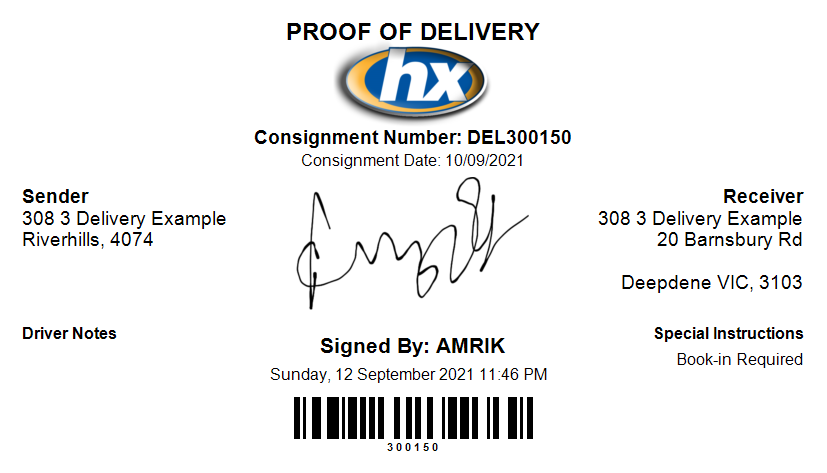 PROOF OF DELIVERY
hx
Consignment Number: DEL300150
Consignment Date: 10/09/2021
Sender
308 3 Delivery Example
Riverhills, 4074
Receiver
308 3 Delivery Example
20 Barnsbury Rd
Deepdene VIC, 3103
Driver Notes
Signed By: AMRIK
Sunday, 12 September 2021 11:46 PM
Special Instructions
Book-in Required
300150